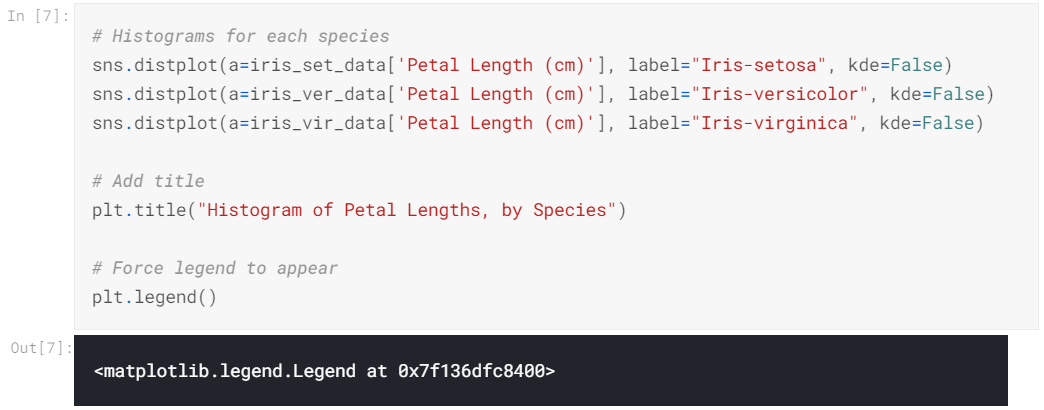 In [7]:
# Histograms for each species
sns.distplot(a=iris_set_data['Petal Length (cm)'], label="Iris-setosa", kde=False)
sns.distplot(a=iris_ver_data['Petal Length (cm)'], label="Iris-versicolor", kde=False)
sns.distplot(a=iris_vir_data['Petal Length (cm)'], label="Iris-virginica", kde=False)
# Add title
plt.title("Histogram of Petal Lengths, by Species")
# Force legend to appear
plt.legend()
Out[7]:
<matplotlib.legend.Legend at 0x7f136dfc8400>